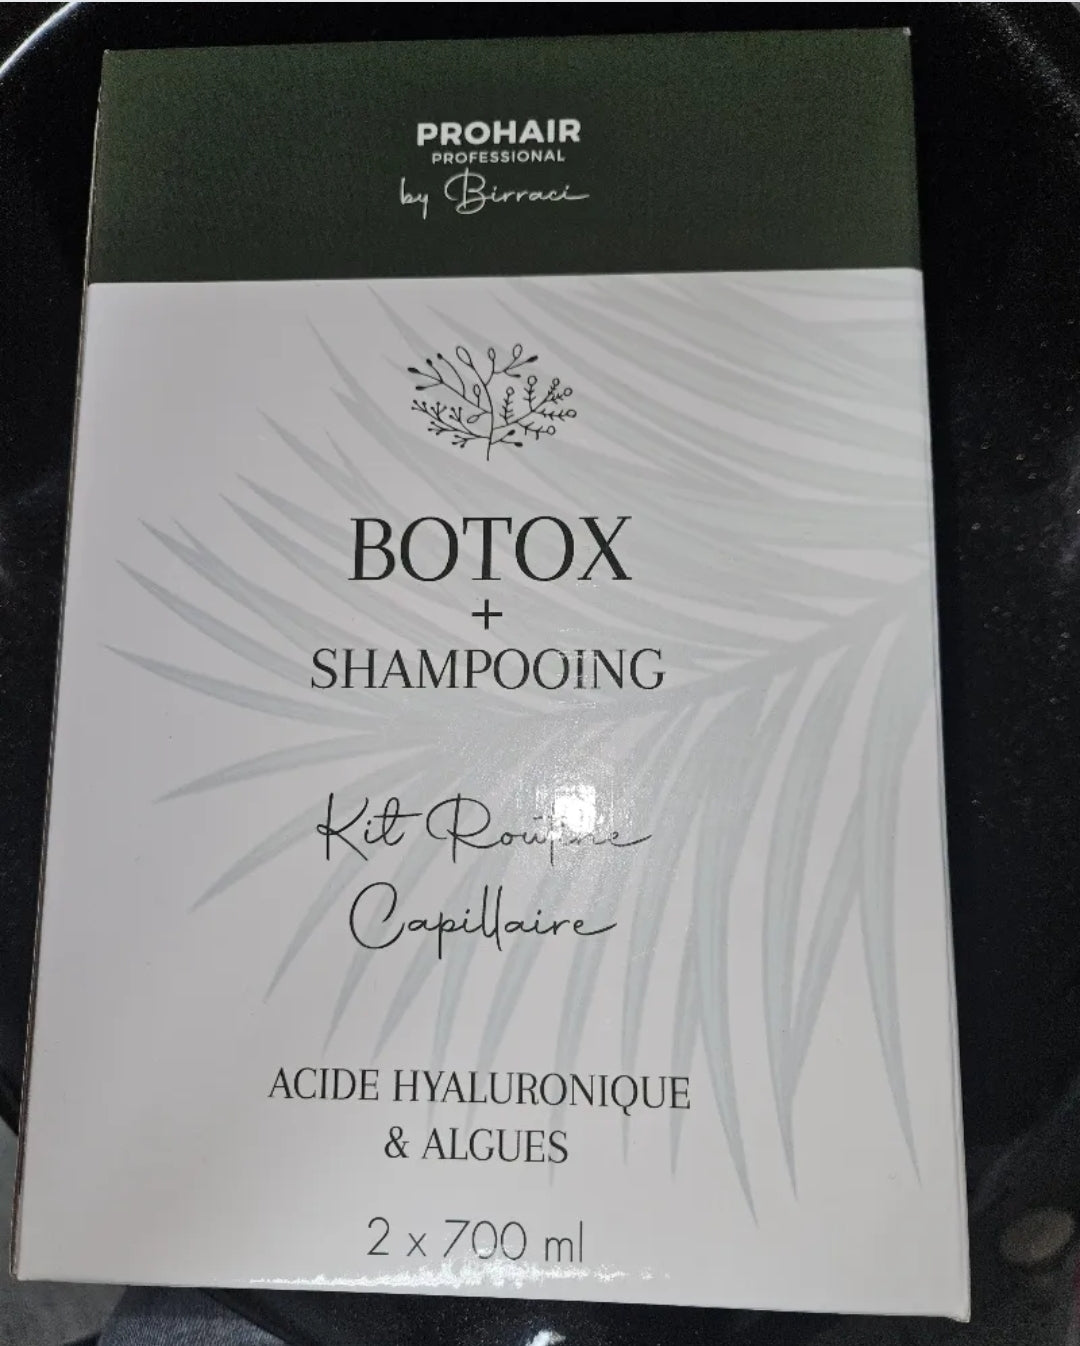 PROHAIR
PROFESSIONAL
by Birraci
BOTOX
+
SHAMPOOING
Kit Routine
Capillaire
ACIDE HYALURONIQUE
& ALGUES
2 x 700 ml